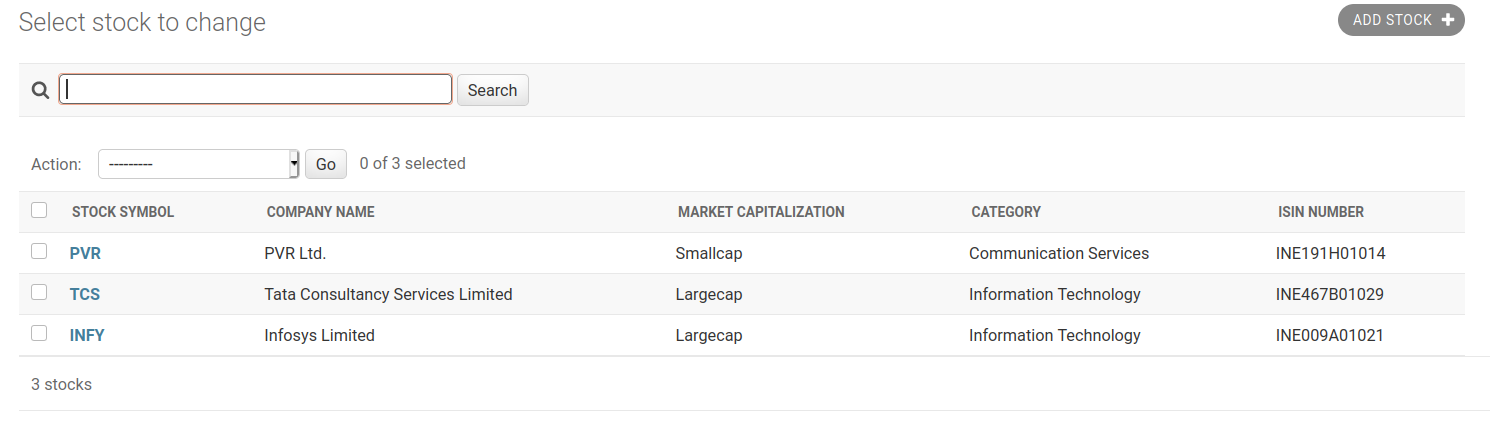 Select stock to change
ADD STOCK +
Search
Action: --------- Go 0 of 3 selected
STOCK SYMBOL COMPANY NAME MARKET CAPITALIZATION CATEGORY ISIN NUMBER
PVR PVR Ltd. Smallcap Communication Services INE191H01014
TCS Tata Consultancy Services Limited Largecap Information Technology INE467B01029
INFY Infosys Limited Largecap Information Technology INE009A01021
3 stocks